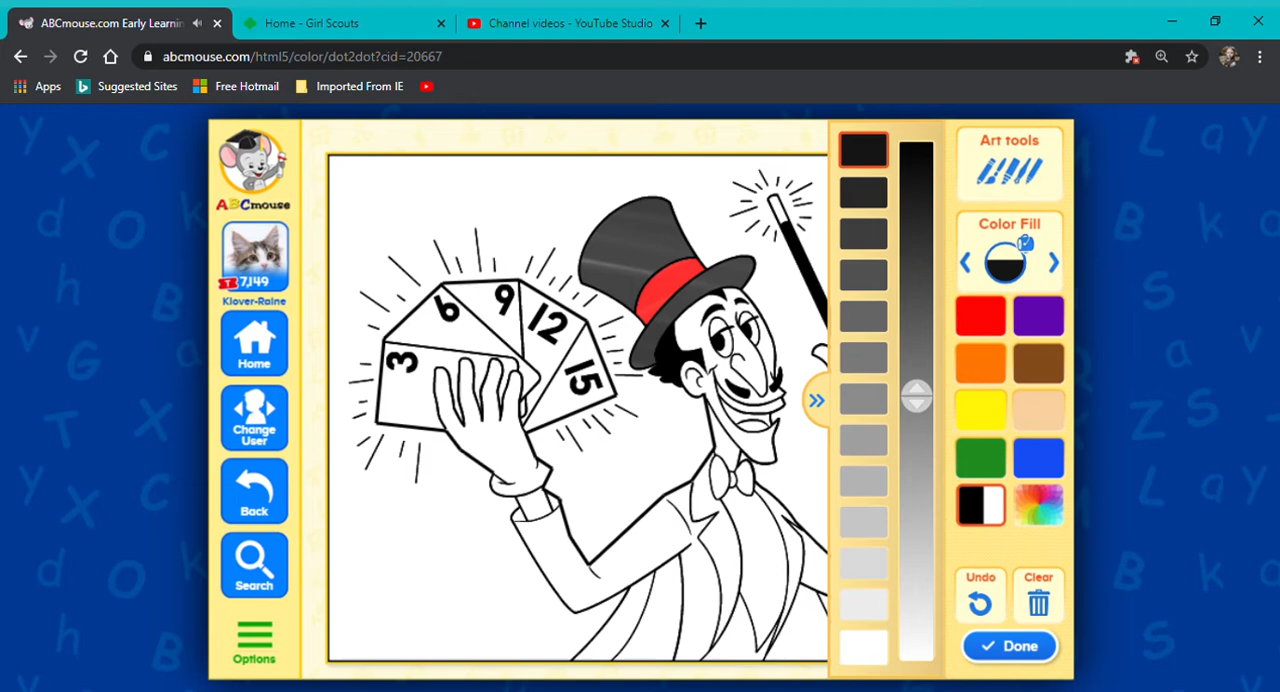 ABCmouse.com Early Learnin
Home - Girl Scouts
Channel videos - YouTube Studio
abcmouse.com/html5/color/dot2dot?cid=20667
Apps
Suggested Sites
Free Hotmail
Imported From IE
ABCmouse
T 7,149
Klover-Raine
Home
Change
User
Back
Search
Options
3
6
9
12
15
Art tools
Color Fill
Undo
Clear
Done